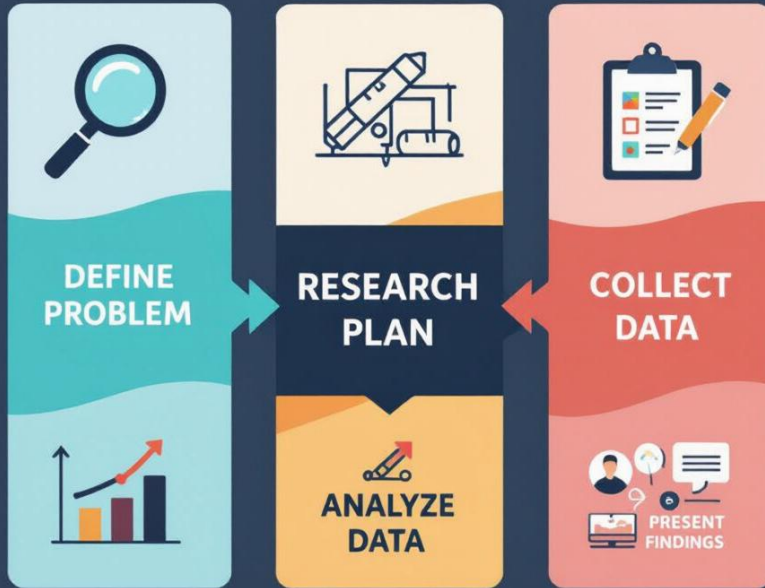 DEFINE
PROBLEM
RESEARCH
PLAN
COLLECT
DATA
ANALYZE
DATA
PRESENT
FINDINGS